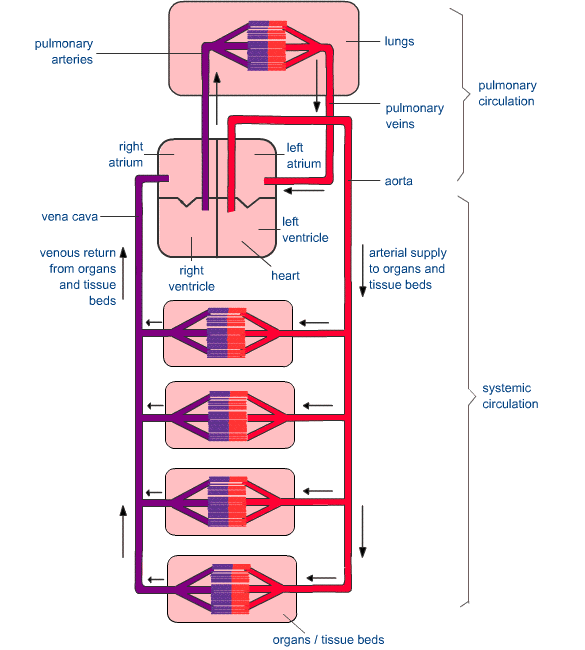 pulmonary
arteries
lungs
pulmonary
circulation
pulmonary
veins
right
atrium
left
atrium
aorta
vena cava
left
ventricle
venous return
from organs
and tissue
beds
right
ventricle
heart
arterial supply
to organs and
tissue beds
systemic
circulation
organs / tissue beds